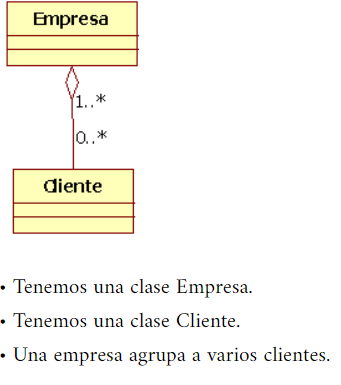 Empresa
1..*
0..*
Cliente
• Tenemos una clase Empresa.
• Tenemos una clase Cliente.
• Una empresa agrupa a varios clientes.